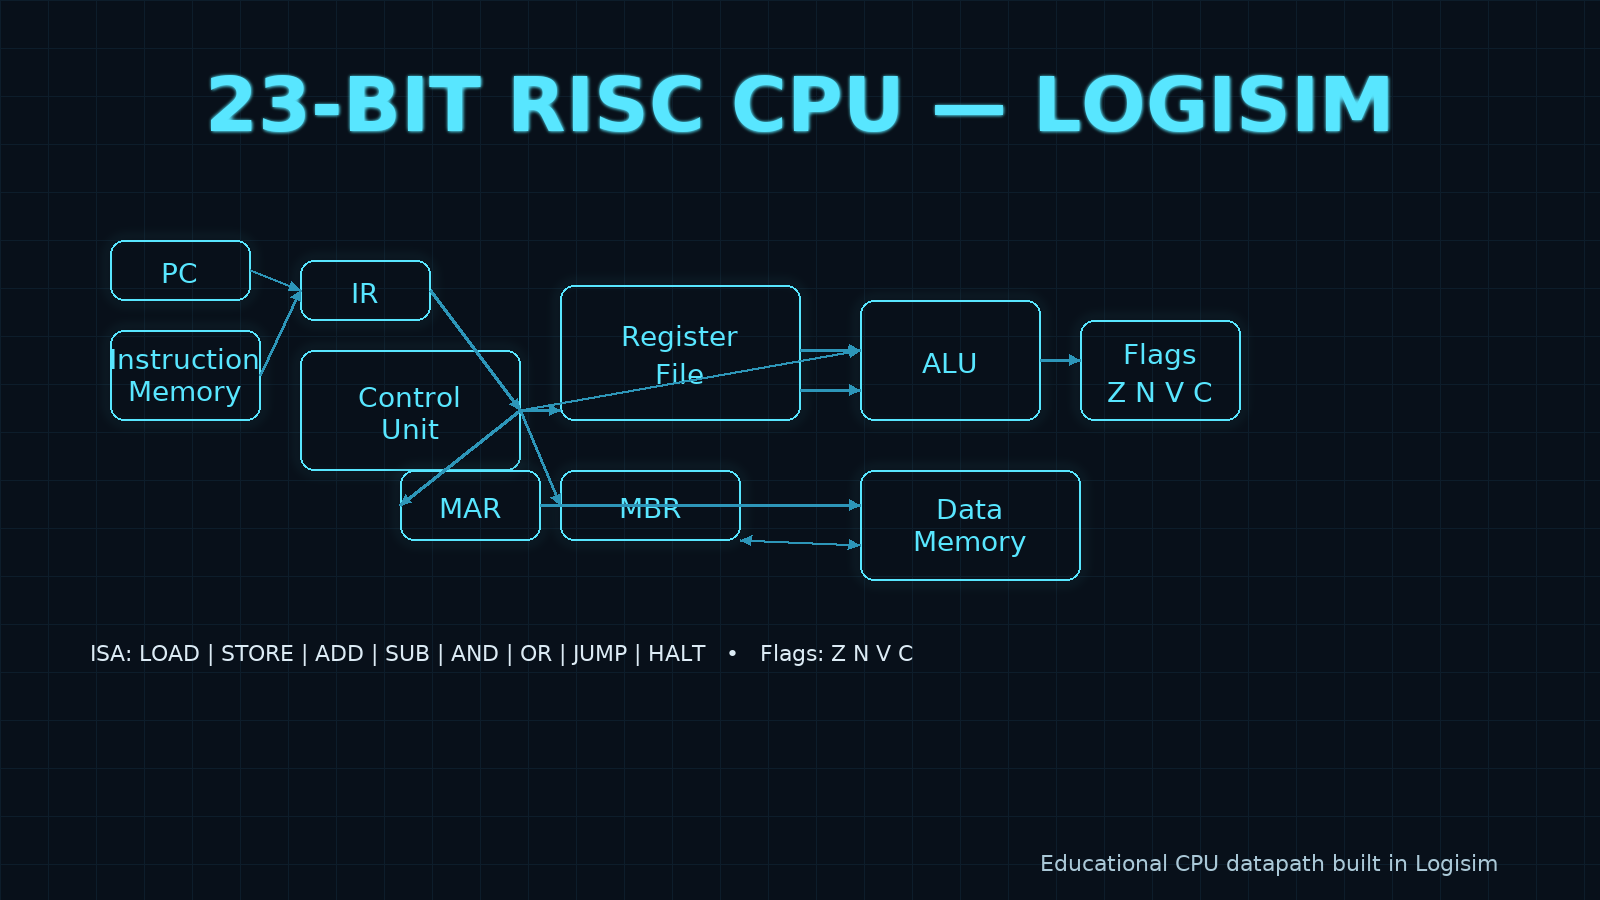 23-BIT RISC CPU — LOGISIM
PC
IR
Instruction
Memory
Register
File
Control
Unit
ALU
Flags
Z N V C
MAR
MBR
Data
Memory
ISA: LOAD | STORE | ADD | SUB | AND | OR | JUMP | HALT • Flags: Z N V C
Educational CPU datapath built in Logisim